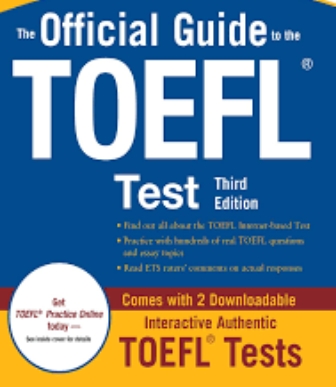 The Official Guide to the
TOEFL®
Test Third
Edition
• Find out all about the TOEFL Internet-based Test
• Practice with hundreds of real TOEFL questions
and essay topics
• Read ETS raters' comments on actual responses
Get
TOEFL® Practice Online
today
See inside cover for details
Comes with 2 Downloadable
Interactive Authentic
TOEFL® Tests